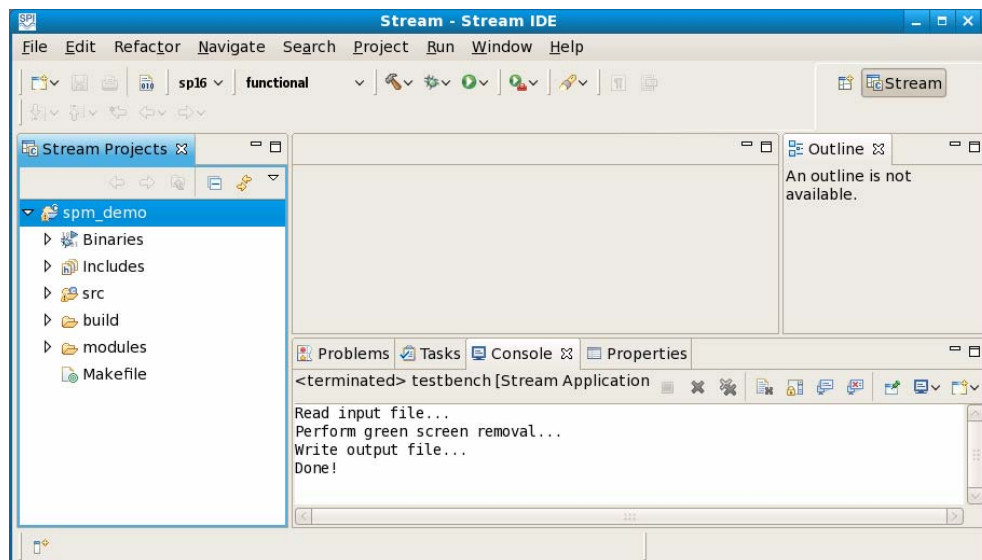 SPI
Stream - Stream IDE
File Edit Refactor Navigate Search Project Run Window Help
010 sp16 functional Stream
Stream Projects
Outline
An outline is not
available.
spm_demo
Binaries
Includes
src
build
modules
Makefile
Problems Tasks Console Properties
<terminated> testbench [Stream Application
Read input file...
Perform green screen removal...
Write output file...
Done!